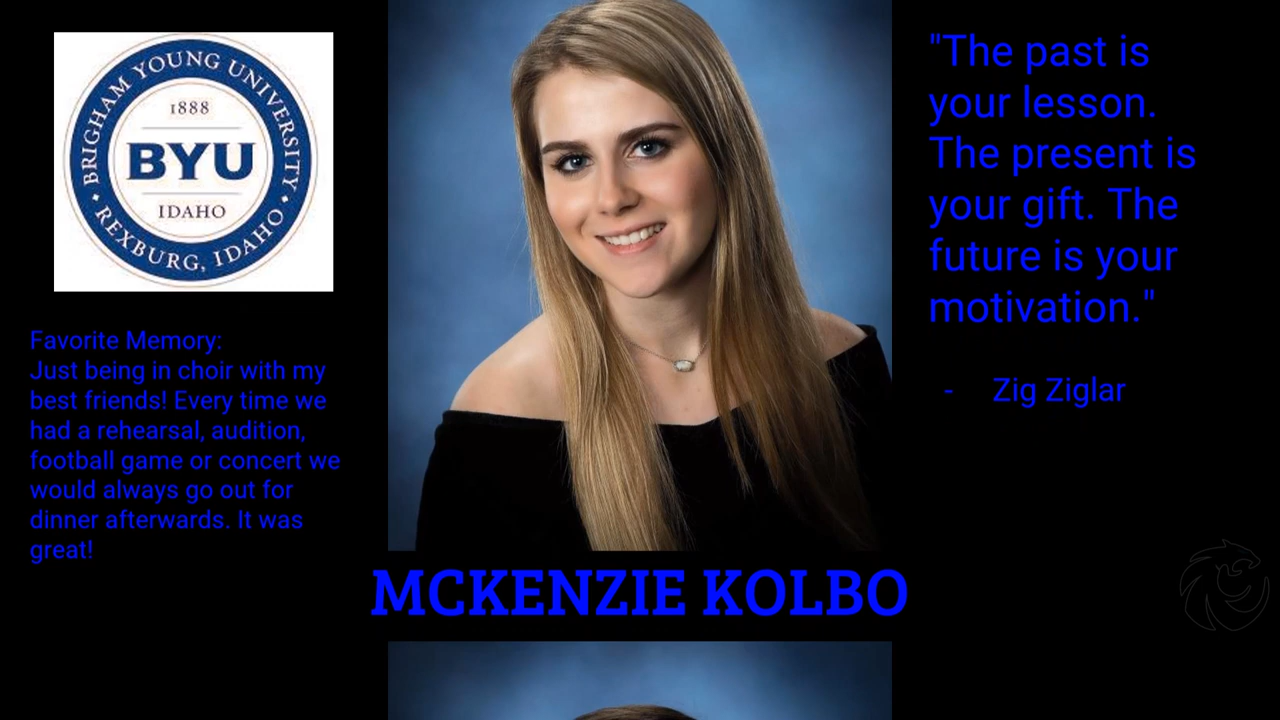 BRIGHAM YOUNG UNIVERSITY
1888
BYU
IDAHO
• REXBURG, IDAHO •
Favorite Memory:
Just being in choir with my
best friends! Every time we
had a rehearsal, audition,
football game or concert we
would always go out for
dinner afterwards. It was
great!
MCKENZIE KOLBO
"The past is
your lesson.
The present is
your gift. The
future is your
motivation."
- Zig Ziglar